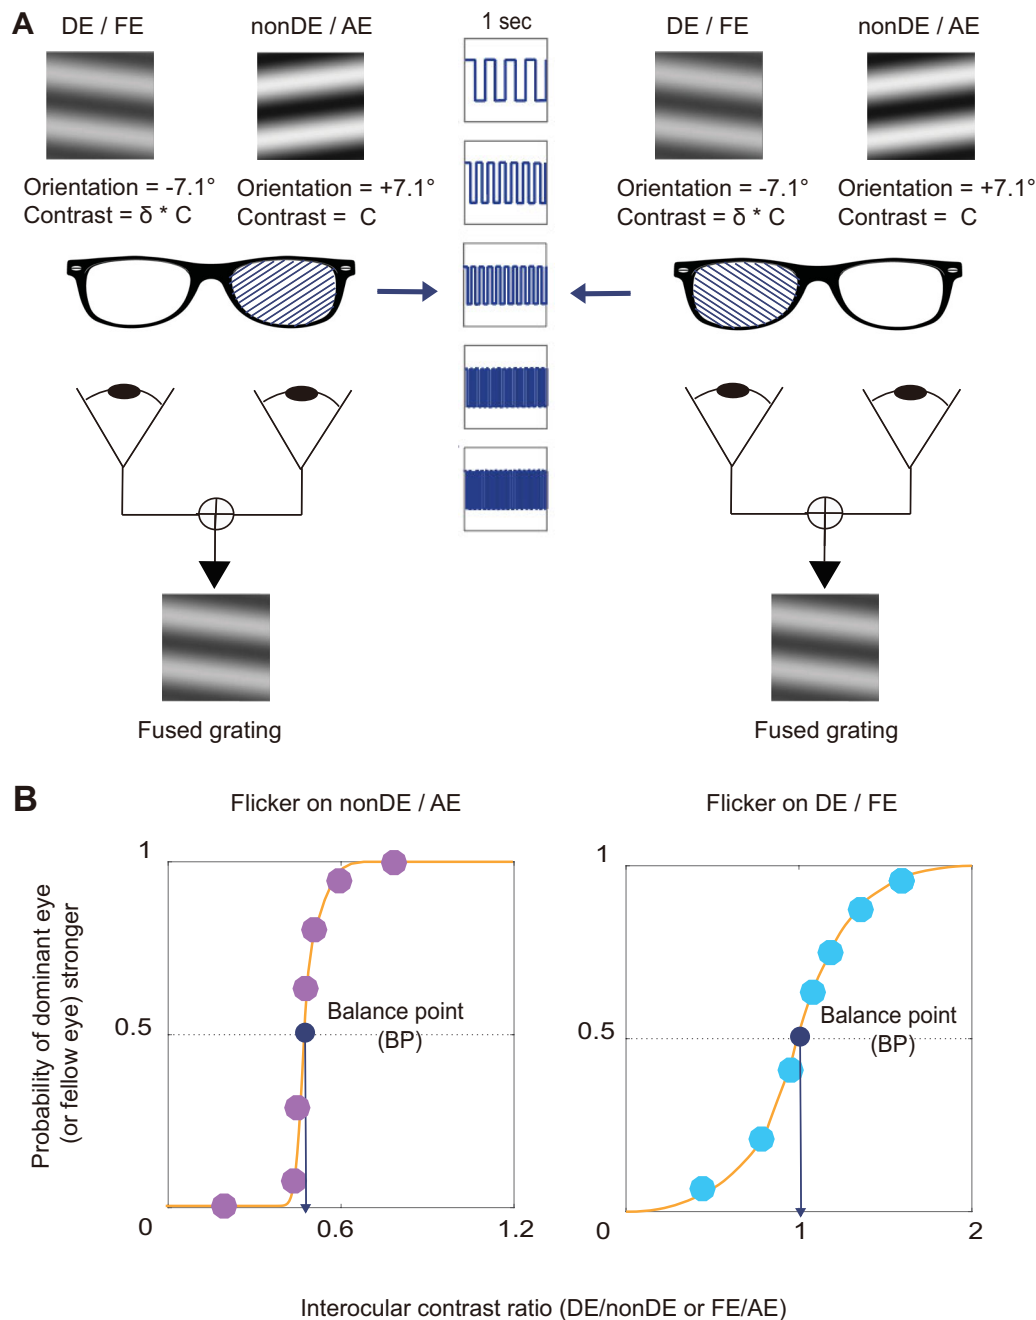 A
DE / FE
nonDE / AE
1 sec
DE / FE
nonDE / AE
Orientation = -7.1°
Contrast = δ * C
Orientation = +7.1°
Contrast = C
Orientation = -7.1°
Contrast = δ * C
Orientation = +7.1°
Contrast = C
Fused grating
Fused grating
B
Flicker on nonDE / AE
Flicker on DE / FE
Probability of dominant eye
(or fellow eye) stronger
1
0.5
0
0.6
1.2
Balance point
(BP)
1
0.5
0
1
2
Balance point
(BP)
Interocular contrast ratio (DE/nonDE or FE/AE)